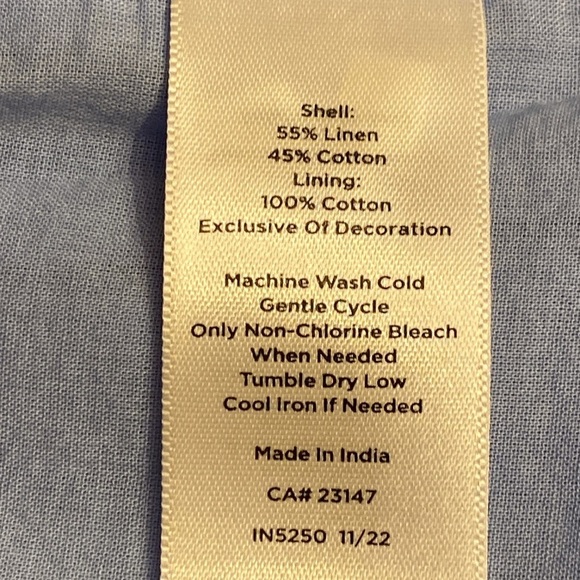 Shell:
55% Linen
45% Cotton
Lining:
100% Cotton
Exclusive Of Decoration
Machine Wash Cold
Gentle Cycle
Only Non-Chlorine Bleach
When Needed
Tumble Dry Low
Cool Iron If Needed
Made In India
CA# 23147
IN5250 11/22